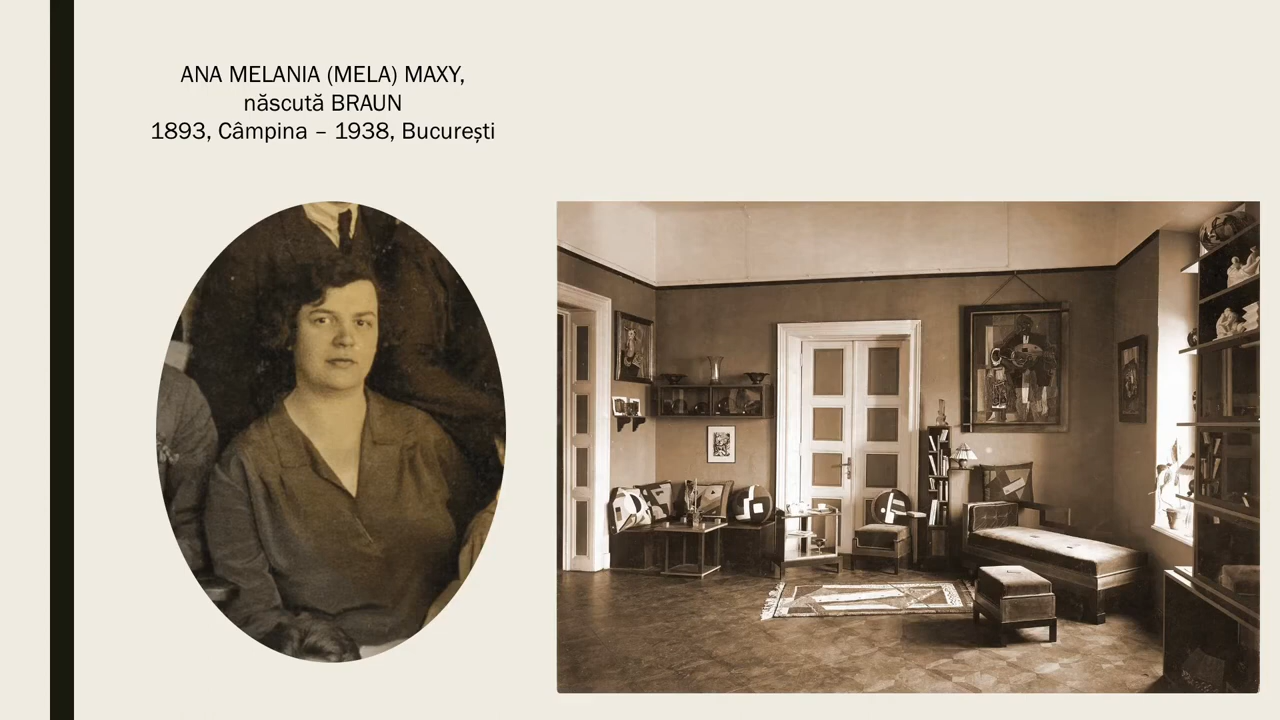 ANA MELANIA (MELA) MAXY,
născută BRAUN
1893, Câmpina – 1938, București